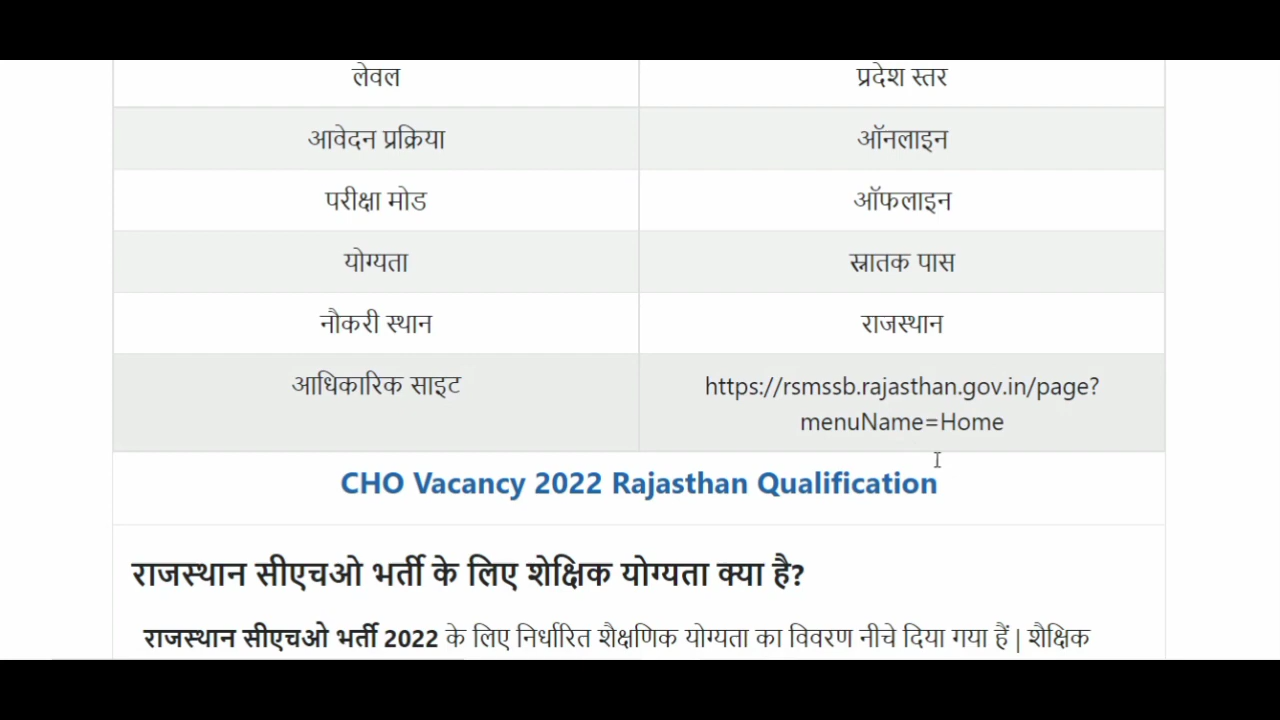 लेवल प्रदेश स्तर
आवेदन प्रक्रिया ऑनलाइन
परीक्षा मोड ऑफलाइन
योग्यता स्नातक पास
नौकरी स्थान राजस्थान
आधिकारिक साइट https://rsmssb.rajasthan.gov.in/page?
menuName=Home
CHO Vacancy 2022 Rajasthan Qualification
राजस्थान सीएचओ भर्ती के लिए शेक्षिक योग्यता क्या है?
राजस्थान सीएचओ भर्ती 2022 के लिए निर्धारित शैक्षणिक योग्यता का विवरण नीचे दिया गया हैं | शैक्षिक